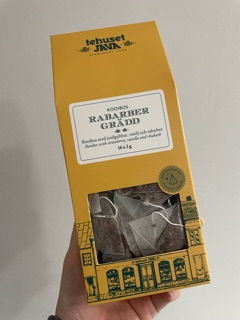 tehuset
JAVA
ROOIBOS
RABARBER
GRÄDD
Rooibos med jordgubbar, vanilj och rabarber
Rooibos with strawberry, vanilla and rhubarb
16 x 2 g